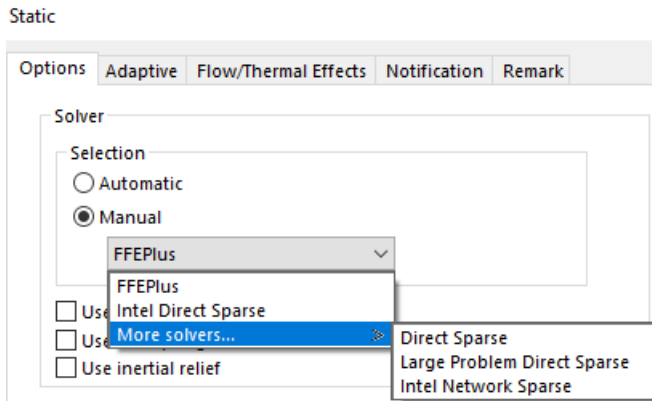 Static
Options Adaptive Flow/Thermal Effects Notification Remark
Solver
Selection
Automatic
Manual
FFEPlus
FFEPlus
Intel Direct Sparse
More solvers...
Direct Sparse
Large Problem Direct Sparse
Intel Network Sparse
Use inertial relief